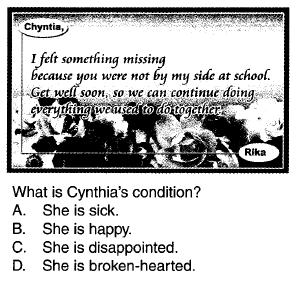 Chyntia,
I felt something missing
because you were not by my side at school.
Get well soon, so we can continue doing
everything we used to do together.
Rika
What is Cynthia's condition?
A. She is sick.
B. She is happy.
C. She is disappointed.
D. She is broken-hearted.